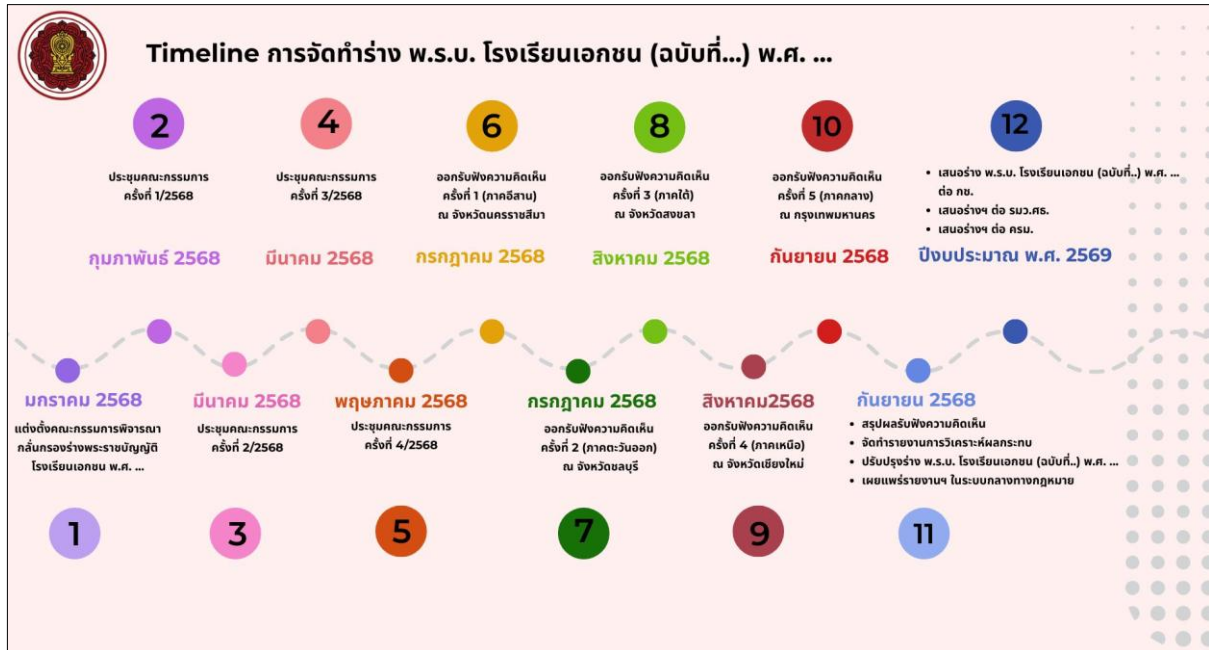 Timeline การจัดทำร่าง พ.ร.บ. โรงเรียนเอกชน (ฉบับที่...) พ.ศ. ...
2
ประชุมคณะกรรมการ
ครั้งที่ 1/2568
กุมภาพันธ์ 2568
4
ประชุมคณะกรรมการ
ครั้งที่ 3/2568
มีนาคม 2568
6
ออกรับฟังความคิดเห็น
ครั้งที่ 1 (ภาคอีสาน)
ณ จังหวัดนครราชสีมา
กรกฎาคม 2568
8
ออกรับฟังความคิดเห็น
ครั้งที่ 3 (ภาคใต้)
ณ จังหวัดสงขลา
สิงหาคม 2568
10
ออกรับฟังความคิดเห็น
ครั้งที่ 5 (ภาคกลาง)
ณ กรุงเทพมหานคร
กันยายน 2568
12
• เสนอร่าง พ.ร.บ. โรงเรียนเอกชน (ฉบับที่..) พ.ศ. ...
ต่อ กช.
• เสนอร่างฯ ต่อ รมว.ศธ.
• เสนอร่างฯ ต่อ ครม.
ปีงบประมาณ พ.ศ. 2569
มกราคม 2568
แต่งตั้งคณะกรรมการพิจารณา
กลั่นกรองร่างพระราชบัญญัติ
โรงเรียนเอกชน พ.ศ. ...
1
มีนาคม 2568
ประชุมคณะกรรมการ
ครั้งที่ 2/2568
3
พฤษภาคม 2568
ประชุมคณะกรรมการ
ครั้งที่ 4/2568
5
กรกฎาคม 2568
ออกรับฟังความคิดเห็น
ครั้งที่ 2 (ภาคตะวันออก)
ณ จังหวัดชลบุรี
7
สิงหาคม2568
ออกรับฟังความคิดเห็น
ครั้งที่ 4 (ภาคเหนือ)
ณ จังหวัดเชียงใหม่
9
กันยายน 2568
• สรุปผลรับฟังความคิดเห็น
• จัดทำรายงานการวิเคราะห์ผลกระทบ
• ปรับปรุงร่าง พ.ร.บ. โรงเรียนเอกชน (ฉบับที่..) พ.ศ. ...
• เผยแพร่รายงานฯ ในระบบกลางทางกฎหมาย
11